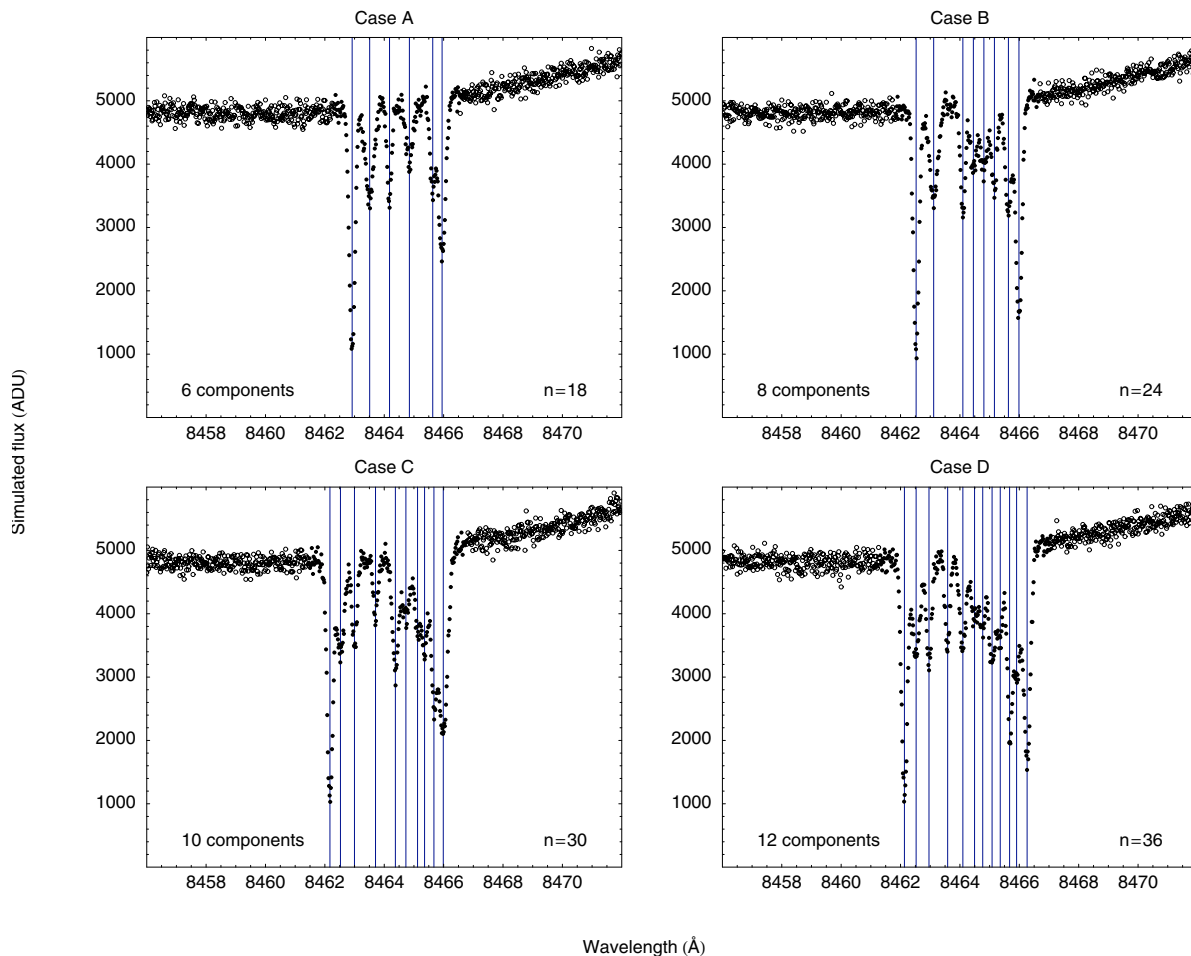 Case A
Case B
5000
4000
3000
2000
1000
6 components
n=18
8458 8460 8462 8464 8466 8468 8470
5000
4000
3000
2000
1000
8 components
n=24
8458 8460 8462 8464 8466 8468 8470
Simulated flux (ADU)
Case C
Case D
5000
4000
3000
2000
1000
10 components
n=30
8458 8460 8462 8464 8466 8468 8470
5000
4000
3000
2000
1000
12 components
n=36
8458 8460 8462 8464 8466 8468 8470
Wavelength (Å)